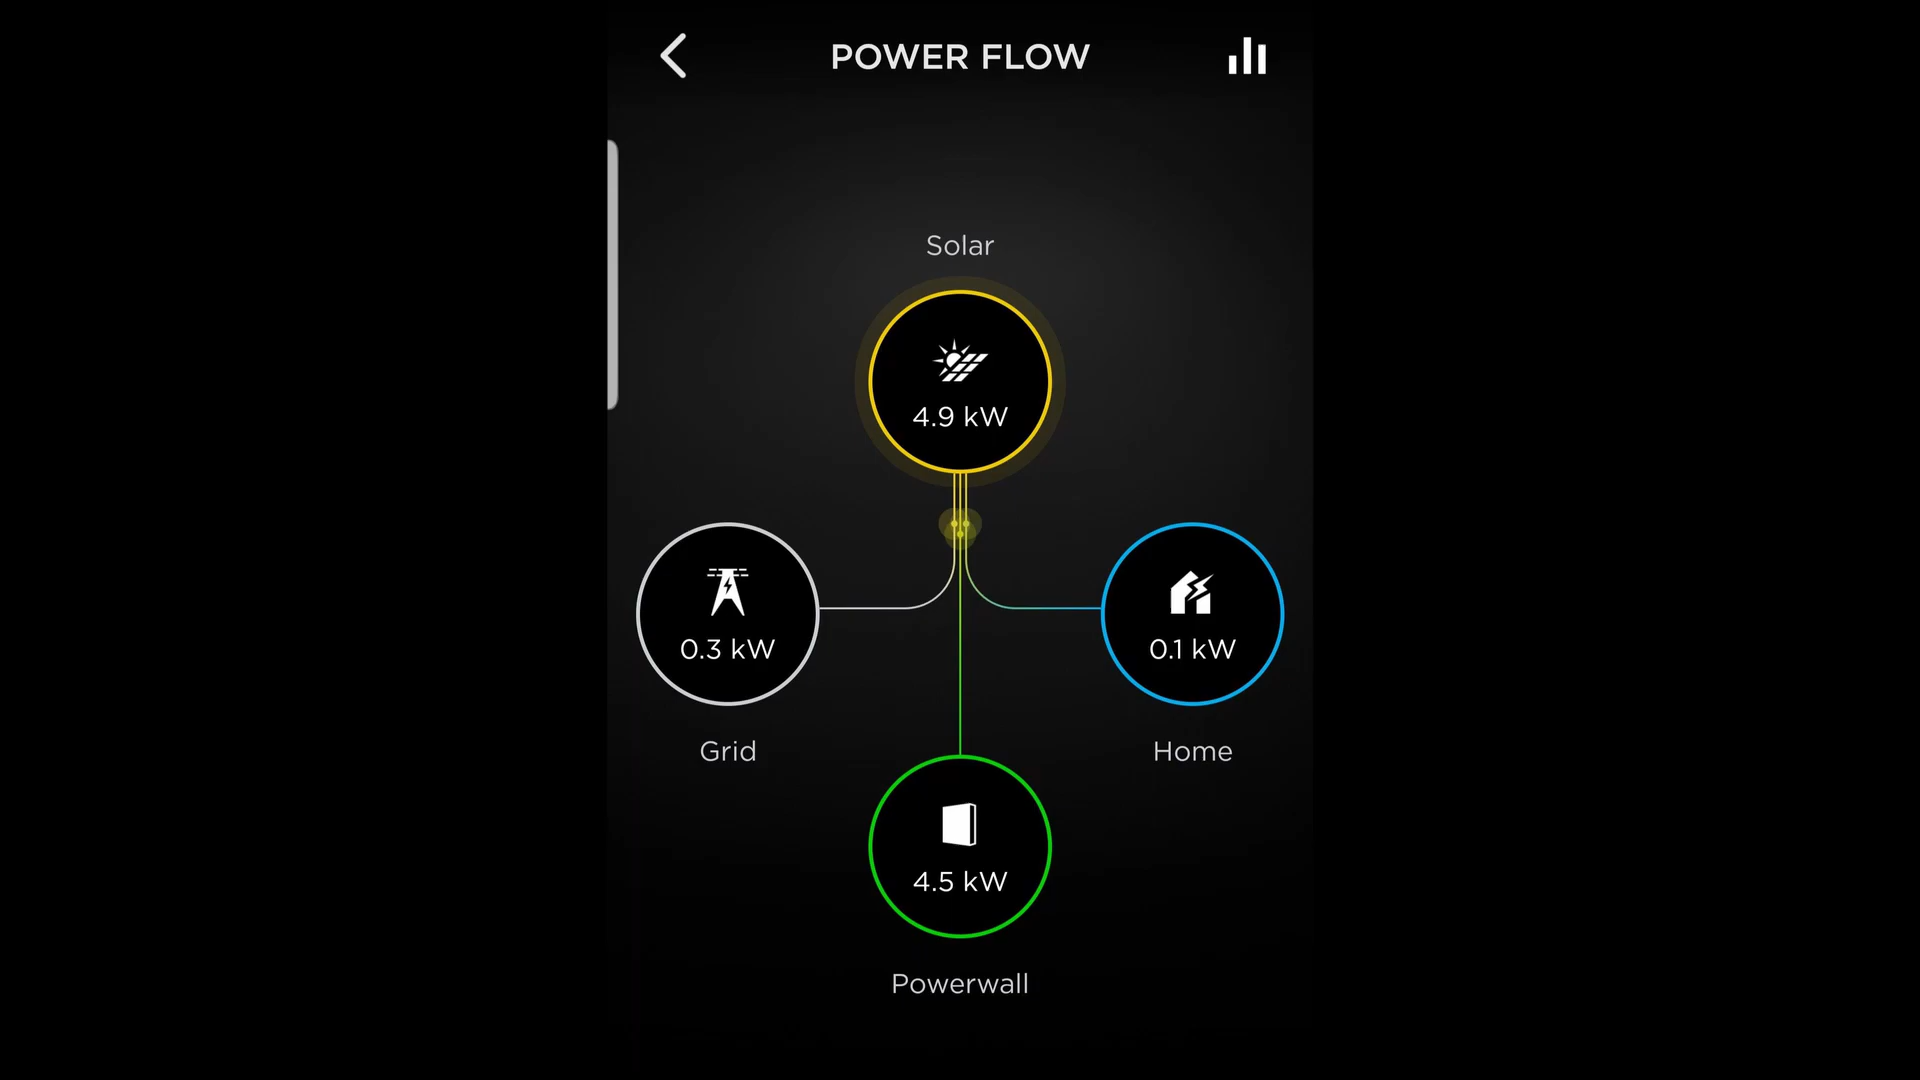 POWER FLOW
Solar
4.9 kW
0.3 kW
0.1 kW
Grid
Home
4.5 kW
Powerwall